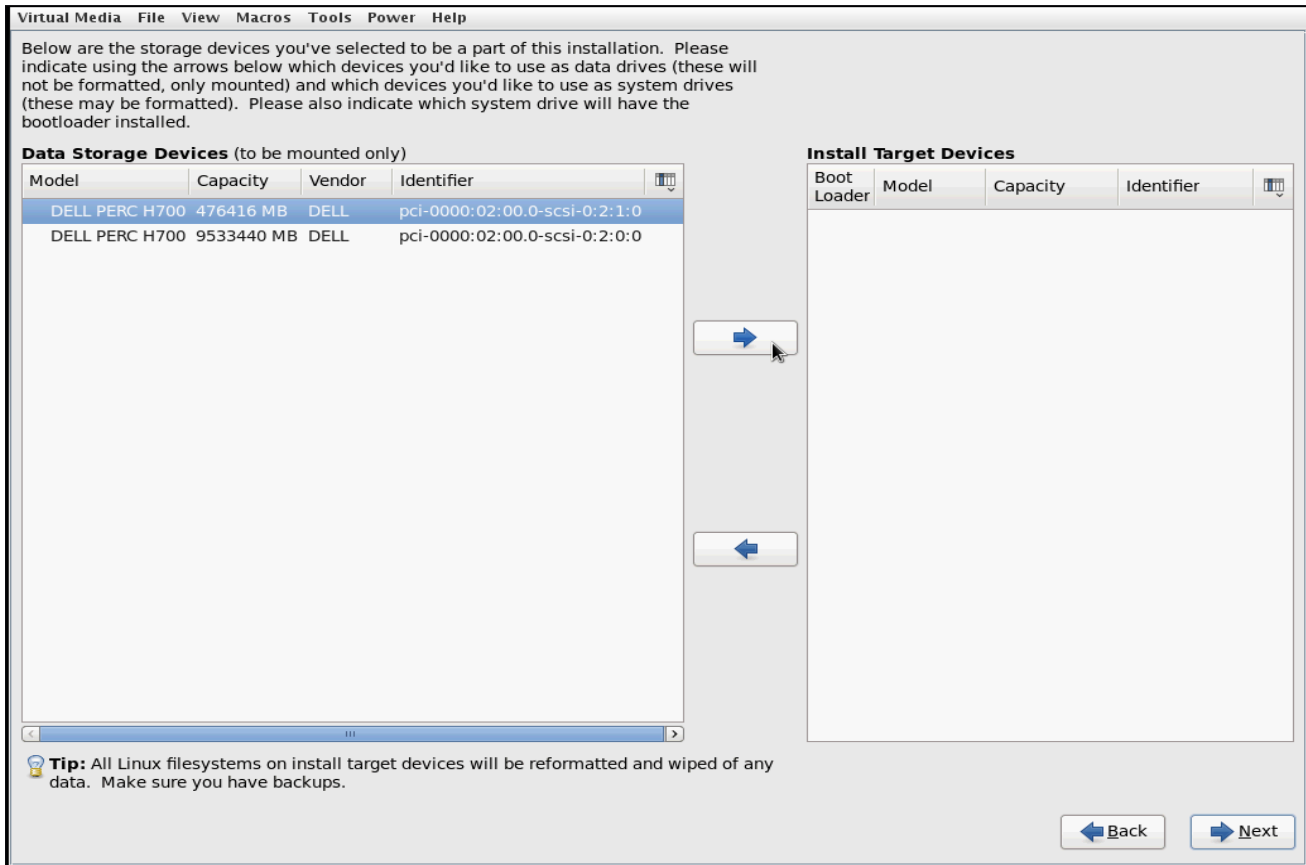 Virtual Media File View Macros Tools Power Help
Below are the storage devices you've selected to be a part of this installation. Please
indicate using the arrows below which devices you'd like to use as data drives (these will
not be formatted, only mounted) and which devices you'd like to use as system drives
(these may be formatted). Please also indicate which system drive will have the
bootloader installed.
Data Storage Devices (to be mounted only)
Model Capacity Vendor Identifier
DELL PERC H700 476416 MB DELL pci-0000:02:00.0-scsi-0:2:1:0
DELL PERC H700 9533440 MB DELL pci-0000:02:00.0-scsi-0:2:0:0
Install Target Devices
Boot
Loader Model Capacity Identifier
Tip: All Linux filesystems on install target devices will be reformatted and wiped of any
data. Make sure you have backups.
Back Next